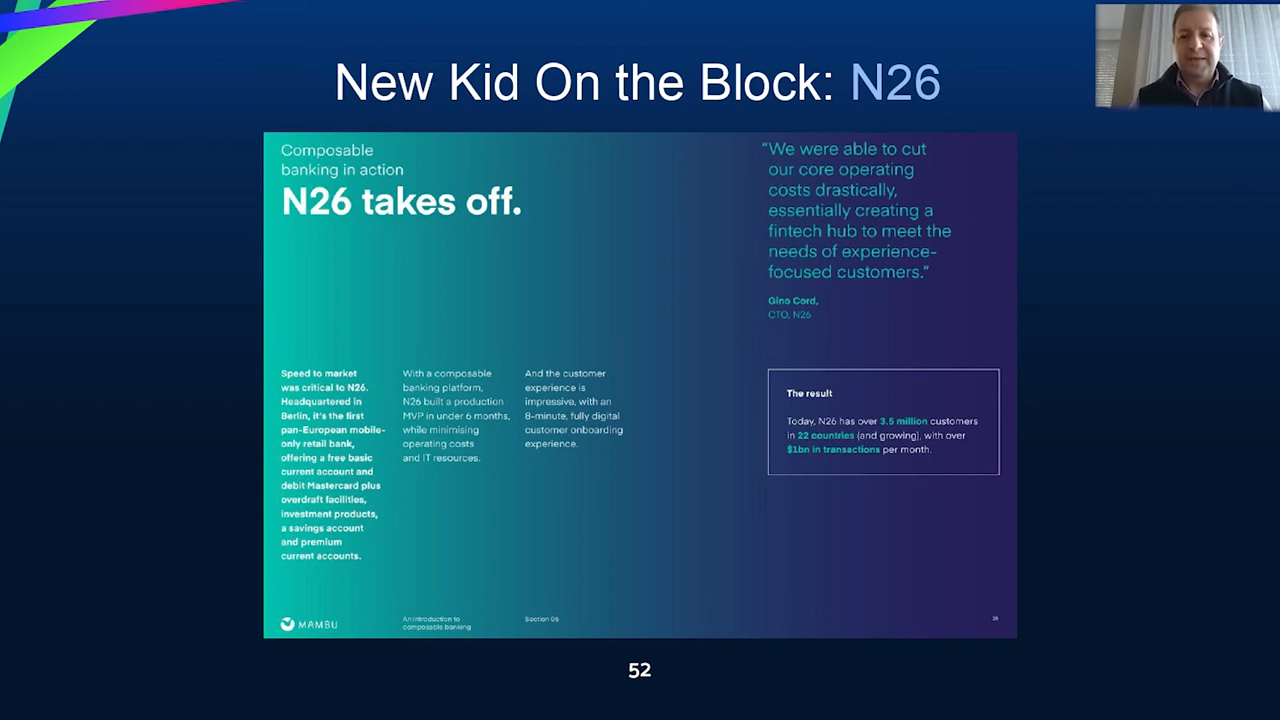 New Kid On the Block: N26
Composable
banking in action
N26 takes off.
"We were able to cut
our core operating
costs drastically,
essentially creating a
fintech hub to meet the
needs of experience-
focused customers."
Gino Cord,
CTO, N26
Speed to market
was critical to N26.
Headquartered in
Berlin, it's the first
pan-European mobile-
only retail bank,
offering a free basic
current account and
debit Mastercard plus
overdraft facilities,
investment products,
a savings account
and premium
current accounts.
With a composable
banking platform,
N26 built a production
MVP in under 6 months,
while minimising
operating costs
and IT resources.
And the customer
experience is
impressive, with an
8-minute, fully digital
customer onboarding
experience.
The result
Today, N26 has over 3.5 million customers
in 22 countries (and growing), with over
$1bn in transactions per month.
MAMBU
An introduction to
composable banking
Section 06
52